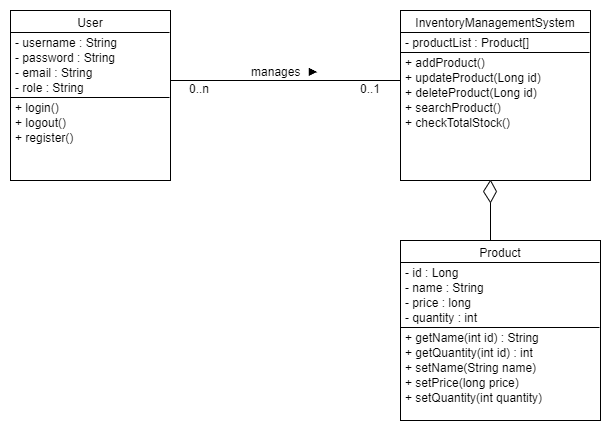 User
- username : String
- password : String
- email : String
- role : String
+ login()
+ logout()
+ register()
manages ►
0..n
0..1
InventoryManagementSystem
- productList : Product[]
+ addProduct()
+ updateProduct(Long id)
+ deleteProduct(Long id)
+ searchProduct()
+ checkTotalStock()
Product
- id : Long
- name : String
- price : long
- quantity : int
+ getName(int id) : String
+ getQuantity(int id) : int
+ setName(String name)
+ setPrice(long price)
+ setQuantity(int quantity)